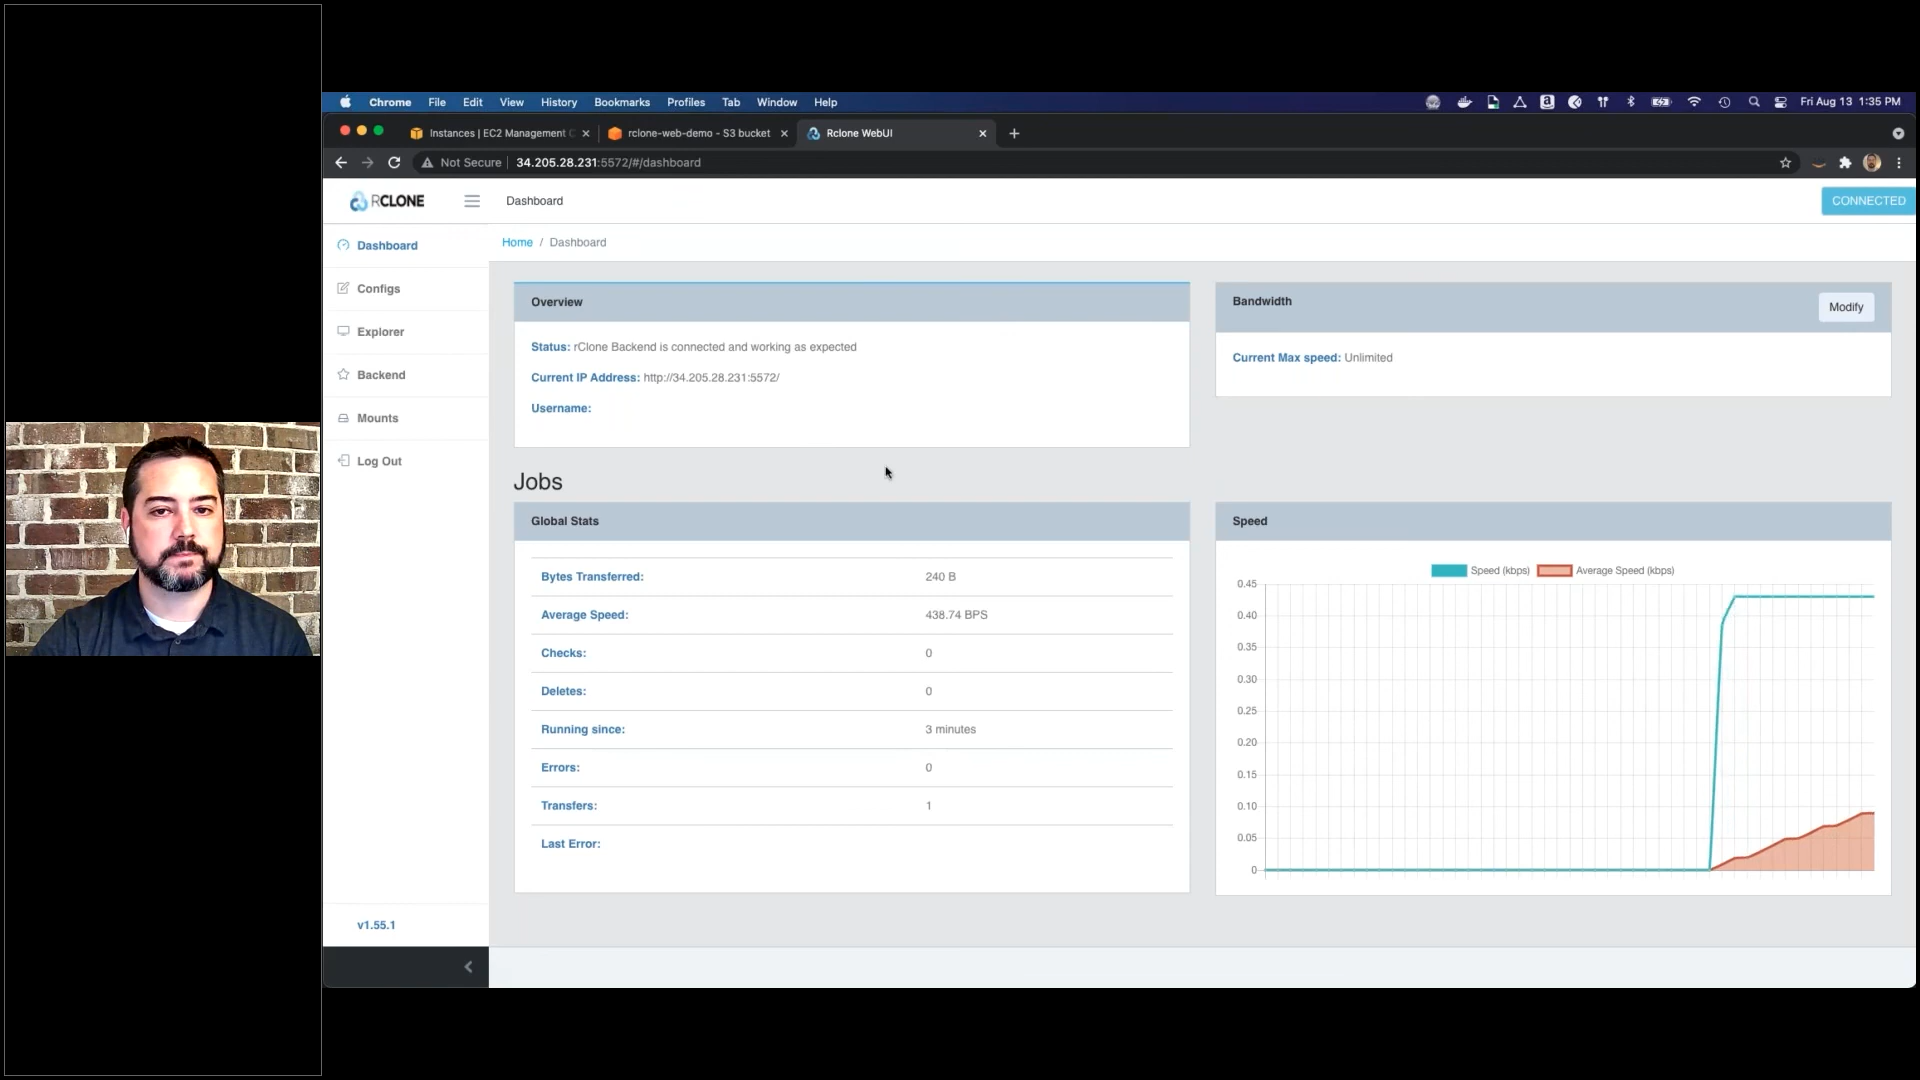 Chrome File Edit View History Bookmarks Profiles Tab Window Help
Fri Aug 13 1:35 PM
Instances | EC2 Management C
rclone-web-demo - S3 bucket
Rclone WebUI
Not Secure 34.205.28.231:5572/#/dashboard
RCLONE
Dashboard
CONNECTED
Home / Dashboard
Dashboard
Configs
Explorer
Backend
Mounts
Log Out
v1.55.1
Overview
Status: rClone Backend is connected and working as expected
Current IP Address: http://34.205.28.231:5572/
Username:
Bandwidth
Modify
Current Max speed: Unlimited
Jobs
Global Stats
Bytes Transferred: 240 B
Average Speed: 438.74 BPS
Checks: 0
Deletes: 0
Running since: 3 minutes
Errors: 0
Transfers: 1
Last Error:
Speed
Speed (kbps) Average Speed (kbps)
0.45
0.40
0.35
0.30
0.25
0.20
0.15
0.10
0.05
0